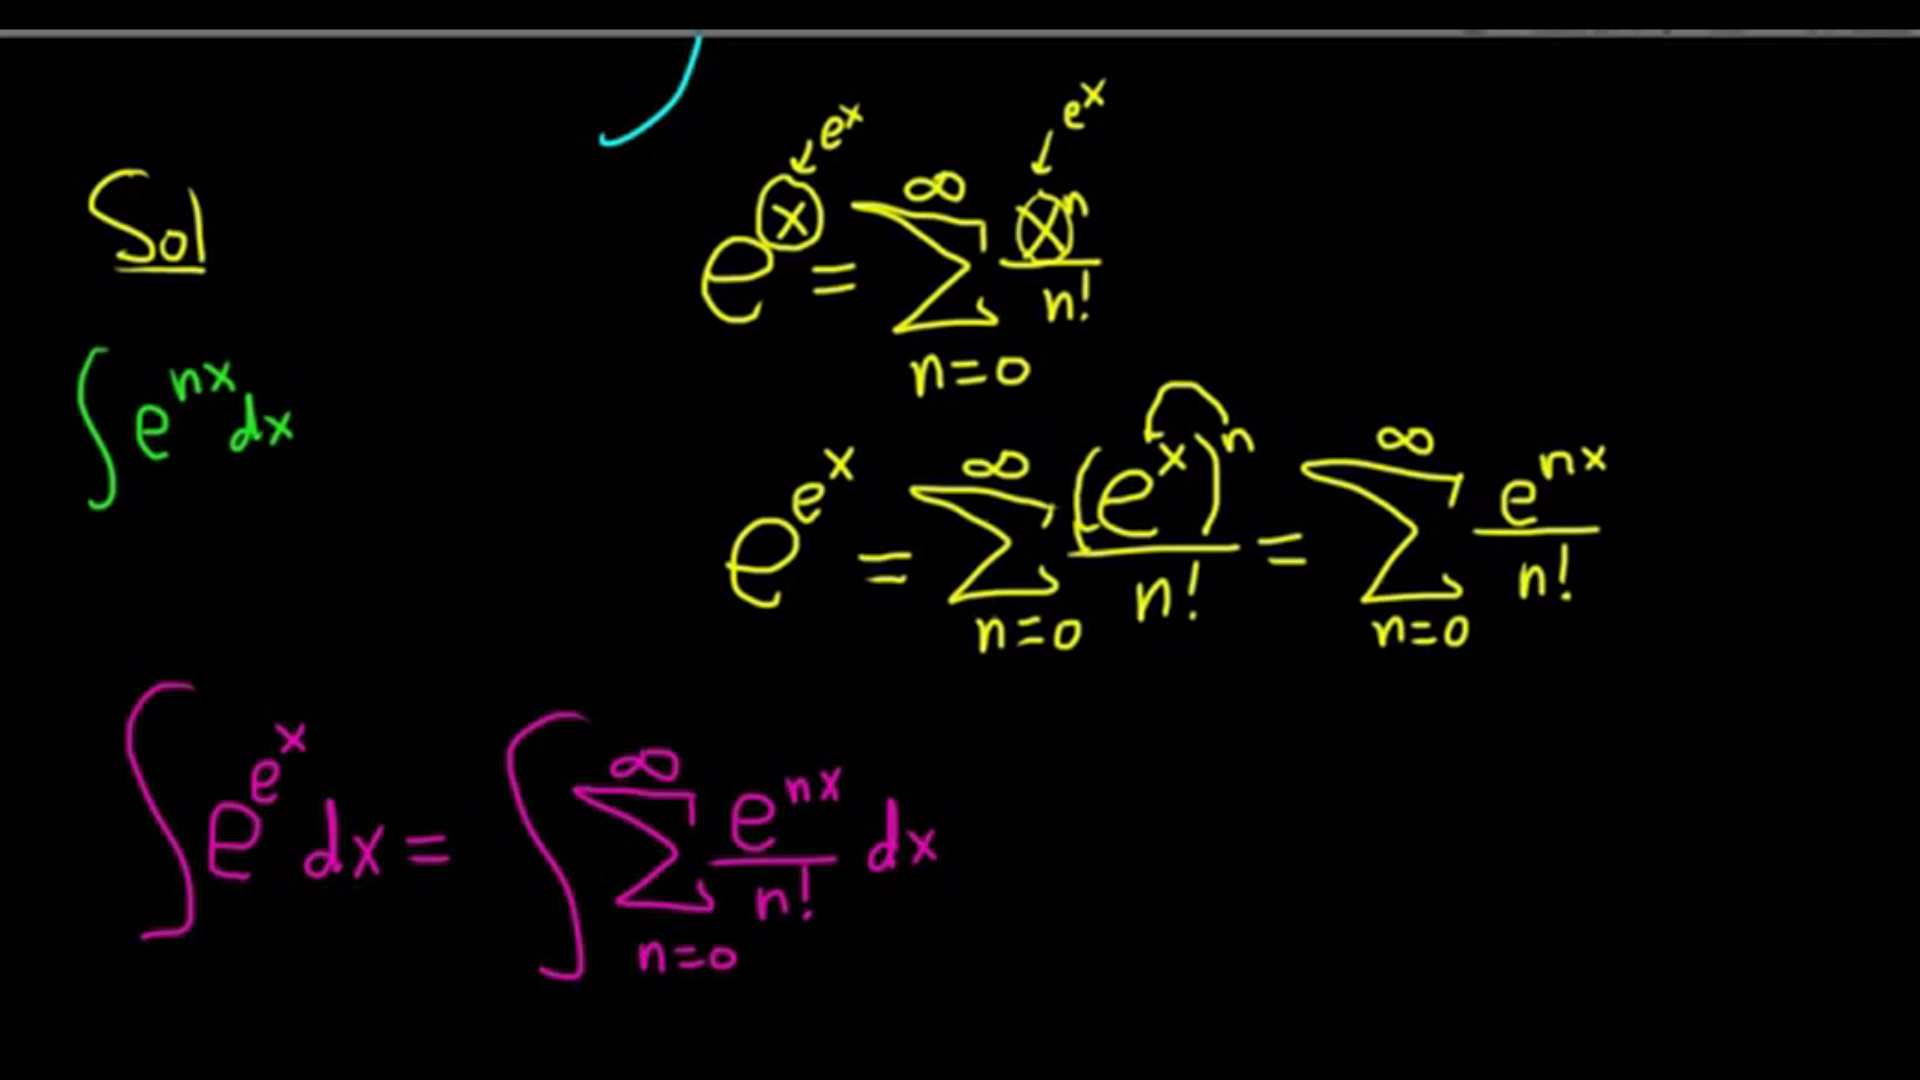 Sol
e^x e^x
e^x = ∑_{n=0}^{∞} x^n/n!
∫ e^{nx} dx
e^{e^x} = ∑_{n=0}^{∞} (e^x)^n/n! = ∑_{n=0}^{∞} e^{nx}/n!
∫ e^{e^x} dx = ∫ ∑_{n=0}^{∞} e^{nx}/n! dx